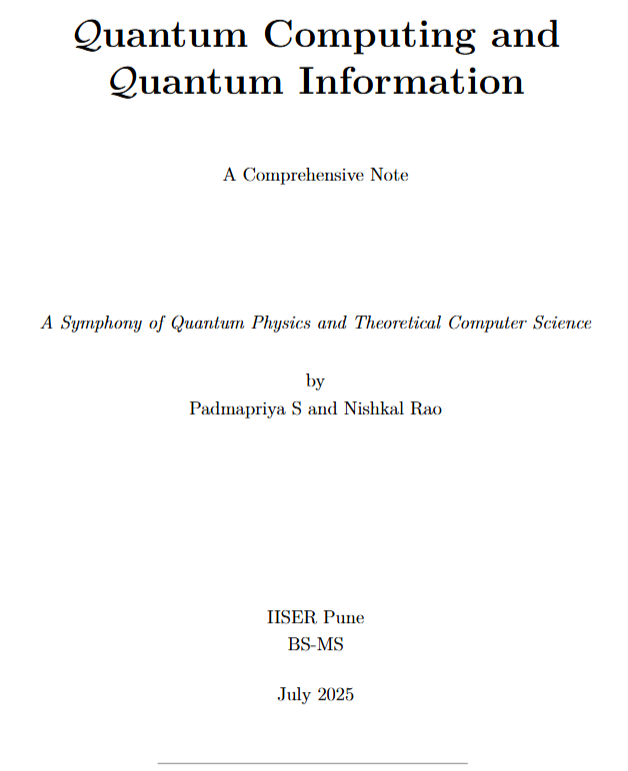 Quantum Computing and
Quantum Information
A Comprehensive Note
A Symphony of Quantum Physics and Theoretical Computer Science
by
Padmapriya S and Nishkal Rao
IISER Pune
BS-MS
July 2025